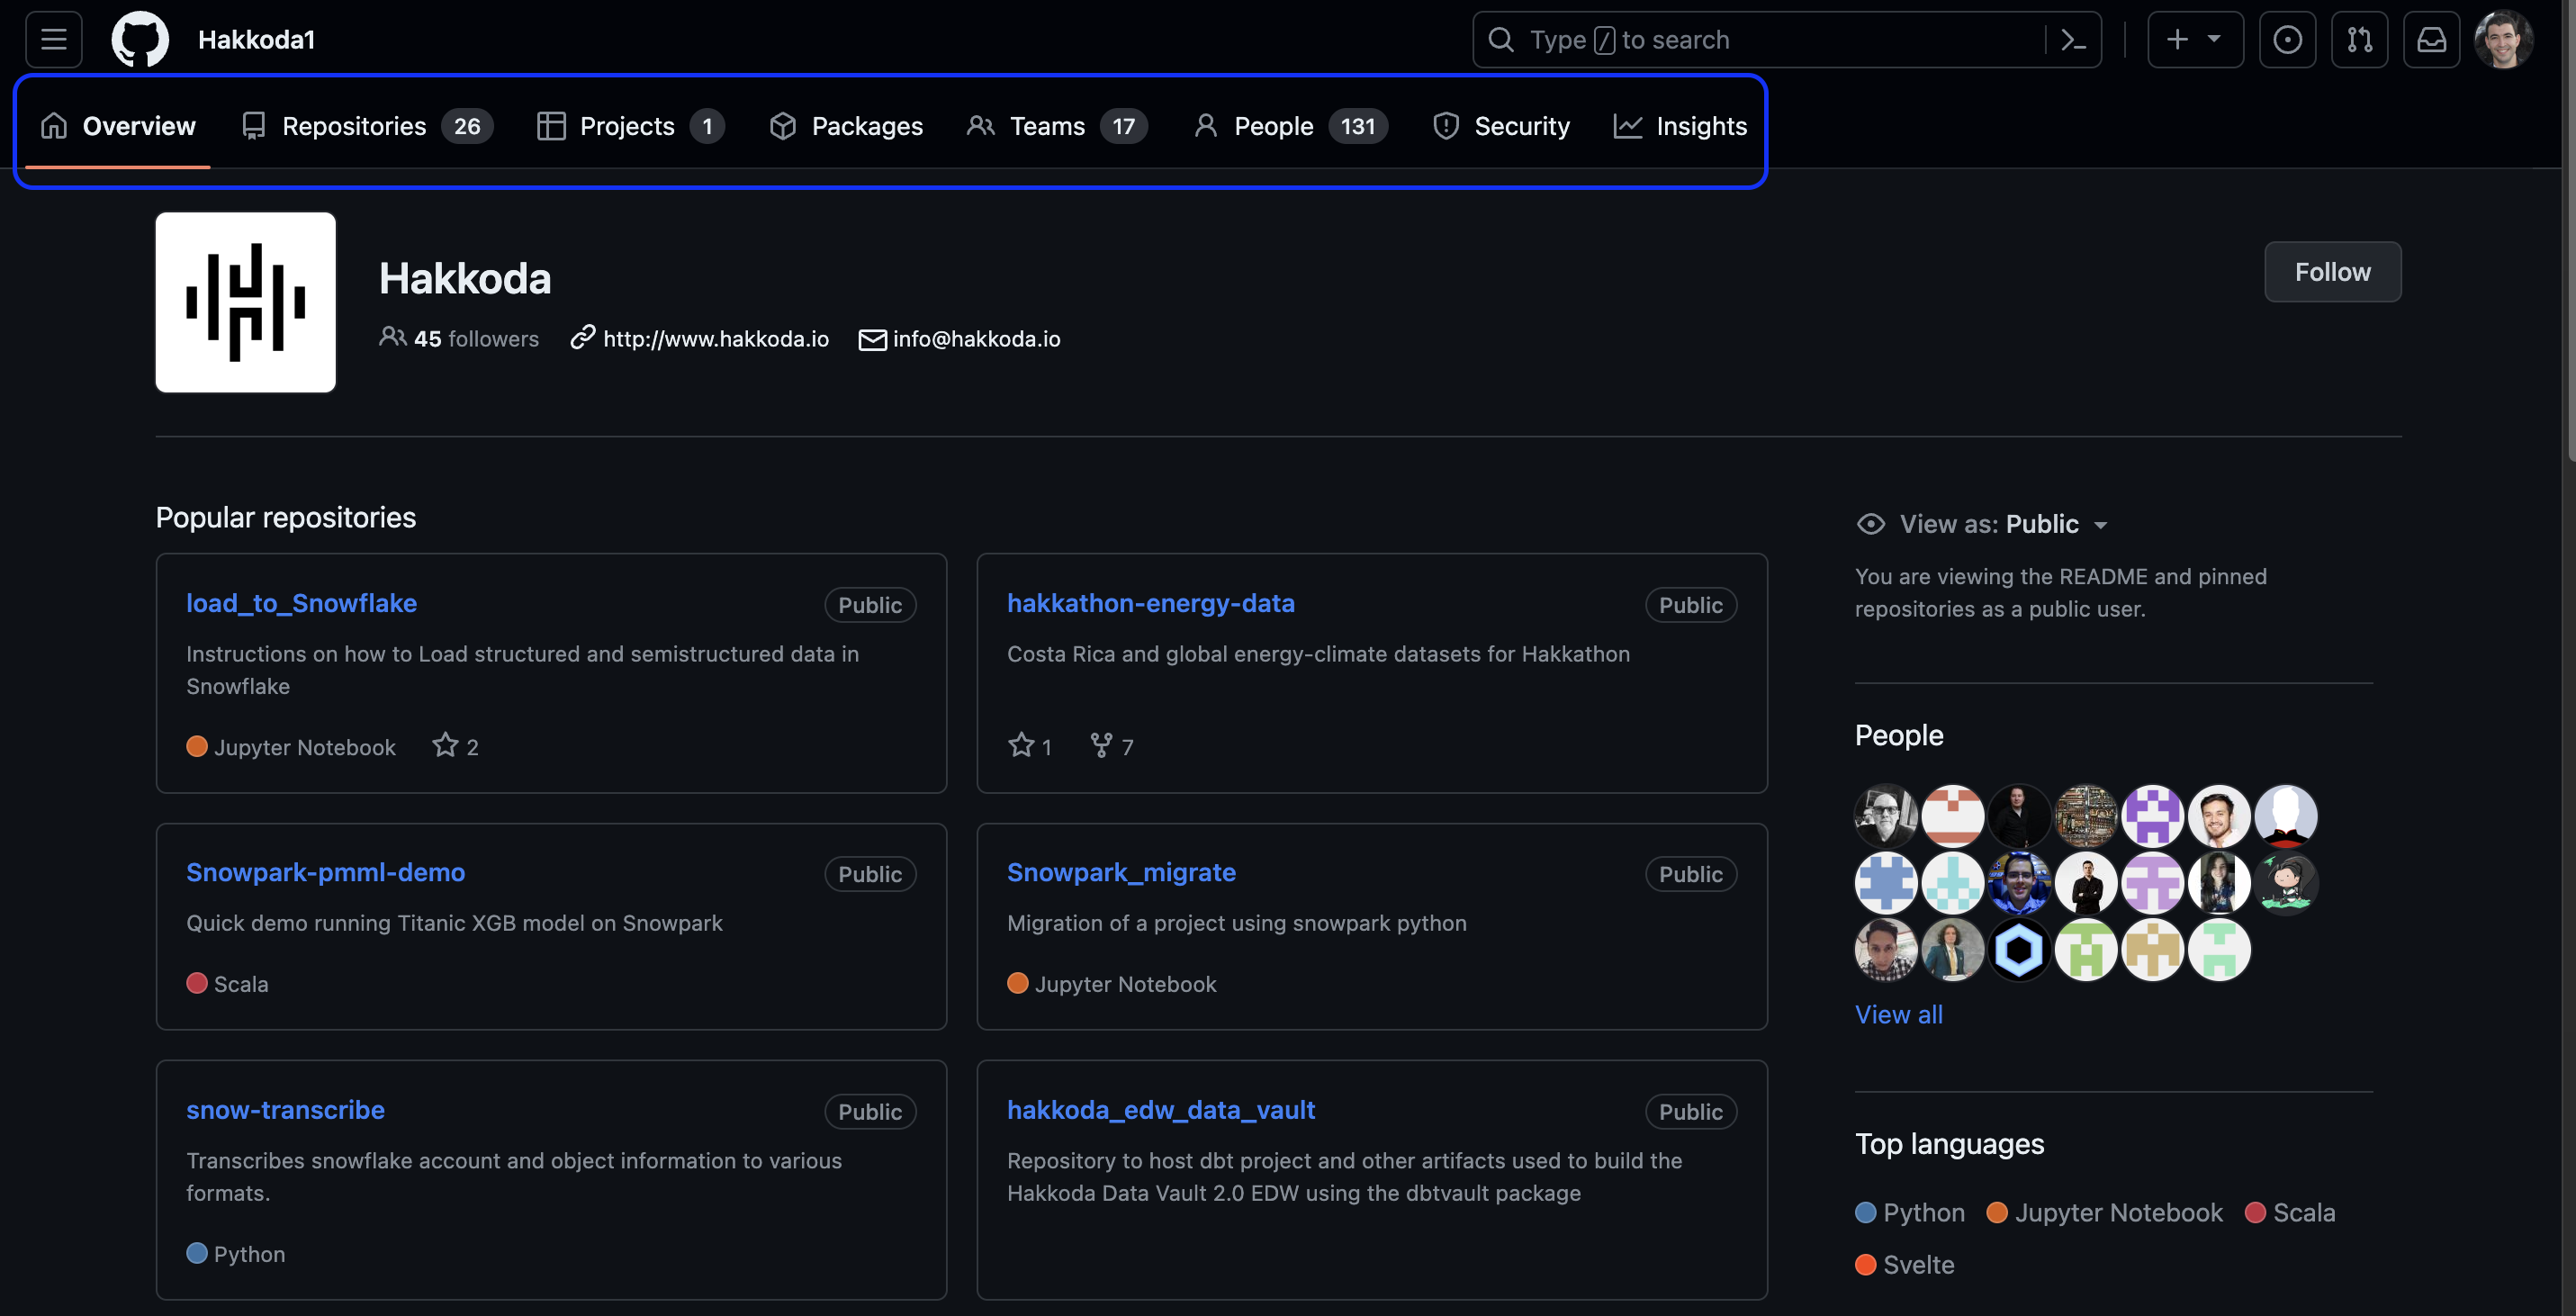 Hakkoda1
Type / to search
Overview Repositories 26 Projects 1 Packages Teams 17 People 131 Security Insights
Hakkoda
Follow
45 followers http://www.hakkoda.io info@hakkoda.io
Popular repositories
load_to_Snowflake Public
Instructions on how to Load structured and semistructured data in
Snowflake
Jupyter Notebook 2
hakkathon-energy-data Public
Costa Rica and global energy-climate datasets for Hakkathon
1 7
Snowpark-pmml-demo Public
Quick demo running Titanic XGB model on Snowpark
Scala
Snowpark_migrate Public
Migration of a project using snowpark python
Jupyter Notebook
snow-transcribe Public
Transcribes snowflake account and object information to various
formats.
Python
hakkoda_edw_data_vault Public
Repository to host dbt project and other artifacts used to build the
Hakkoda Data Vault 2.0 EDW using the dbtvault package
View as: Public
You are viewing the README and pinned
repositories as a public user.
People
View all
Top languages
Python Jupyter Notebook Scala
Svelte